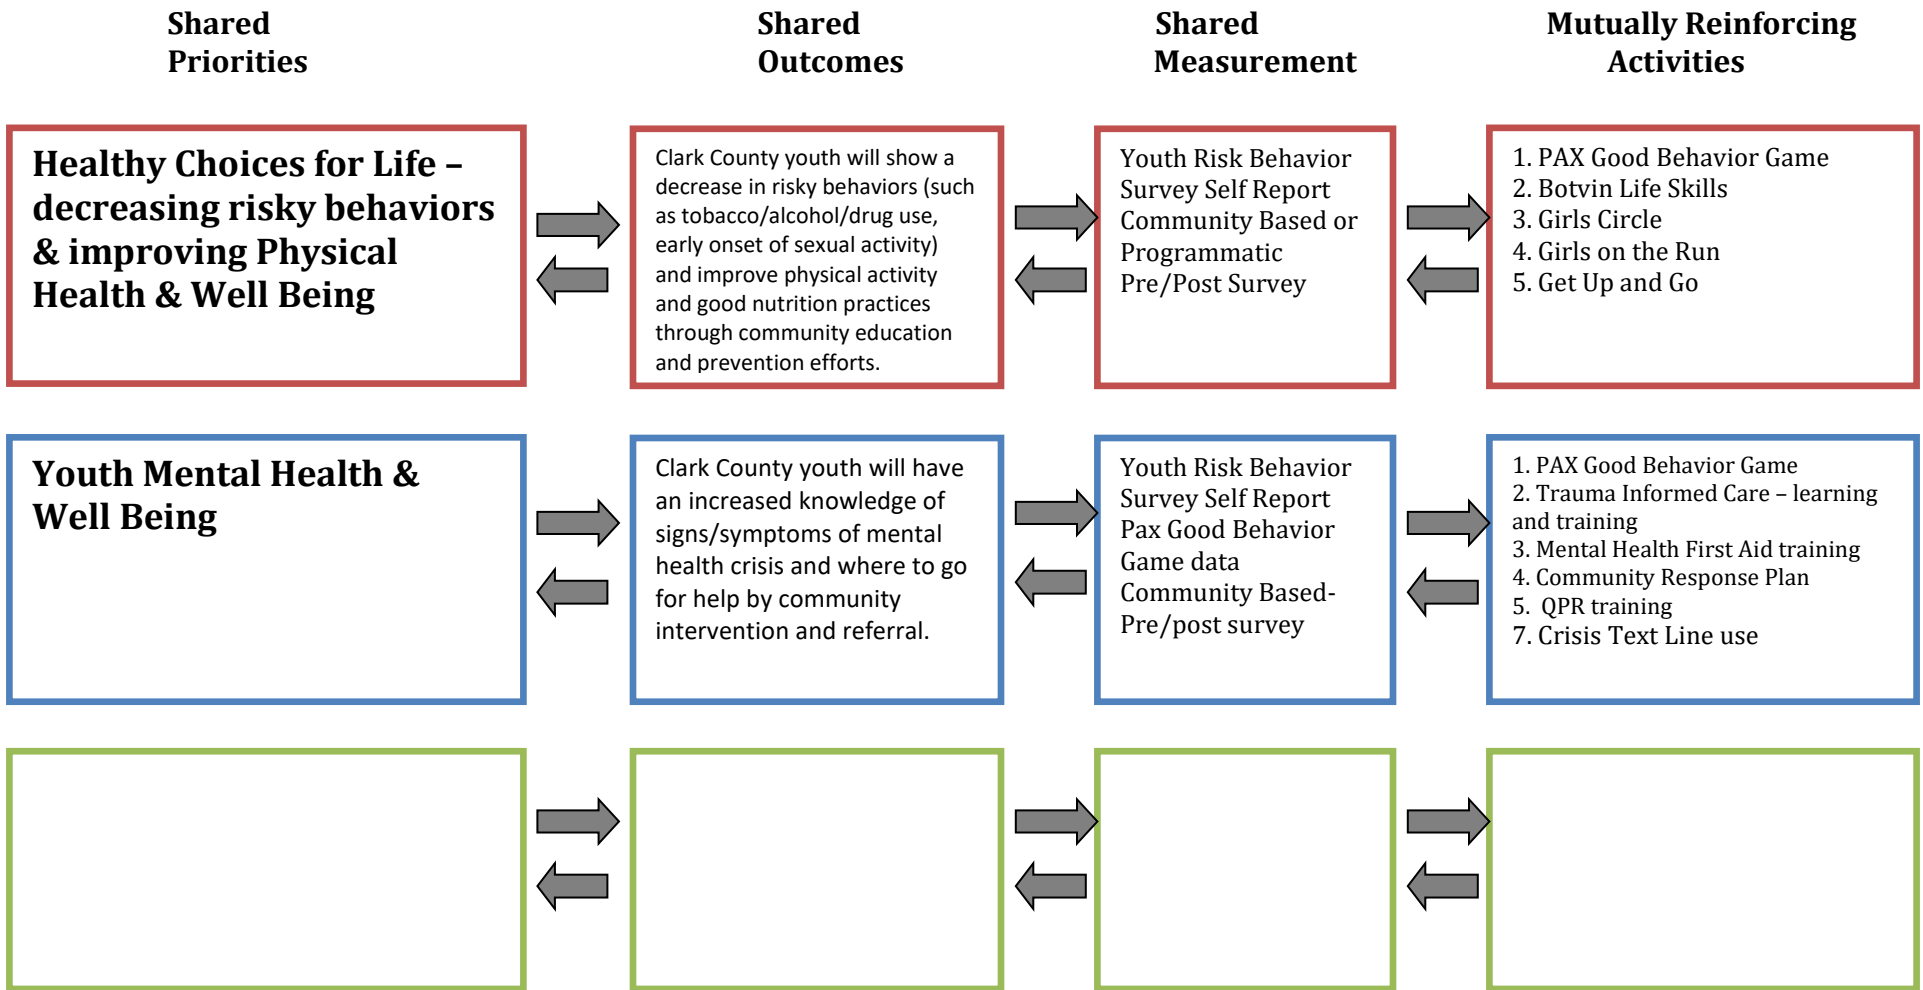 Shared
Priorities
Shared
Outcomes
Shared
Measurement
Mutually Reinforcing
Activities
Healthy Choices for Life –
decreasing risky behaviors
& improving Physical
Health & Well Being
Clark County youth will show a
decrease in risky behaviors (such
as tobacco/alcohol/drug use,
early onset of sexual activity)
and improve physical activity
and good nutrition practices
through community education
and prevention efforts.
Youth Risk Behavior
Survey Self Report
Community Based or
Programmatic
Pre/Post Survey
1. PAX Good Behavior Game
2. Botvin Life Skills
3. Girls Circle
4. Girls on the Run
5. Get Up and Go
Youth Mental Health &
Well Being
Clark County youth will have
an increased knowledge of
signs/symptoms of mental
health crisis and where to go
for help by community
intervention and referral.
Youth Risk Behavior
Survey Self Report
Pax Good Behavior
Game data
Community Based-
Pre/post survey
1. PAX Good Behavior Game
2. Trauma Informed Care – learning
and training
3. Mental Health First Aid training
4. Community Response Plan
5. QPR training
7. Crisis Text Line use